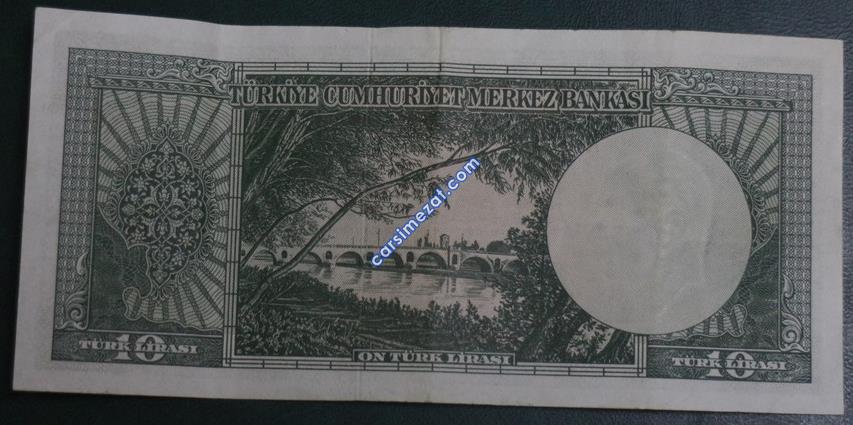 TÜRKİYE CUMHURİYET MERKEZ BANKASI
carsimezat.com
10
TÜRK LİRASI
ON TÜRK LİRASI
10
TÜRK LİRASI